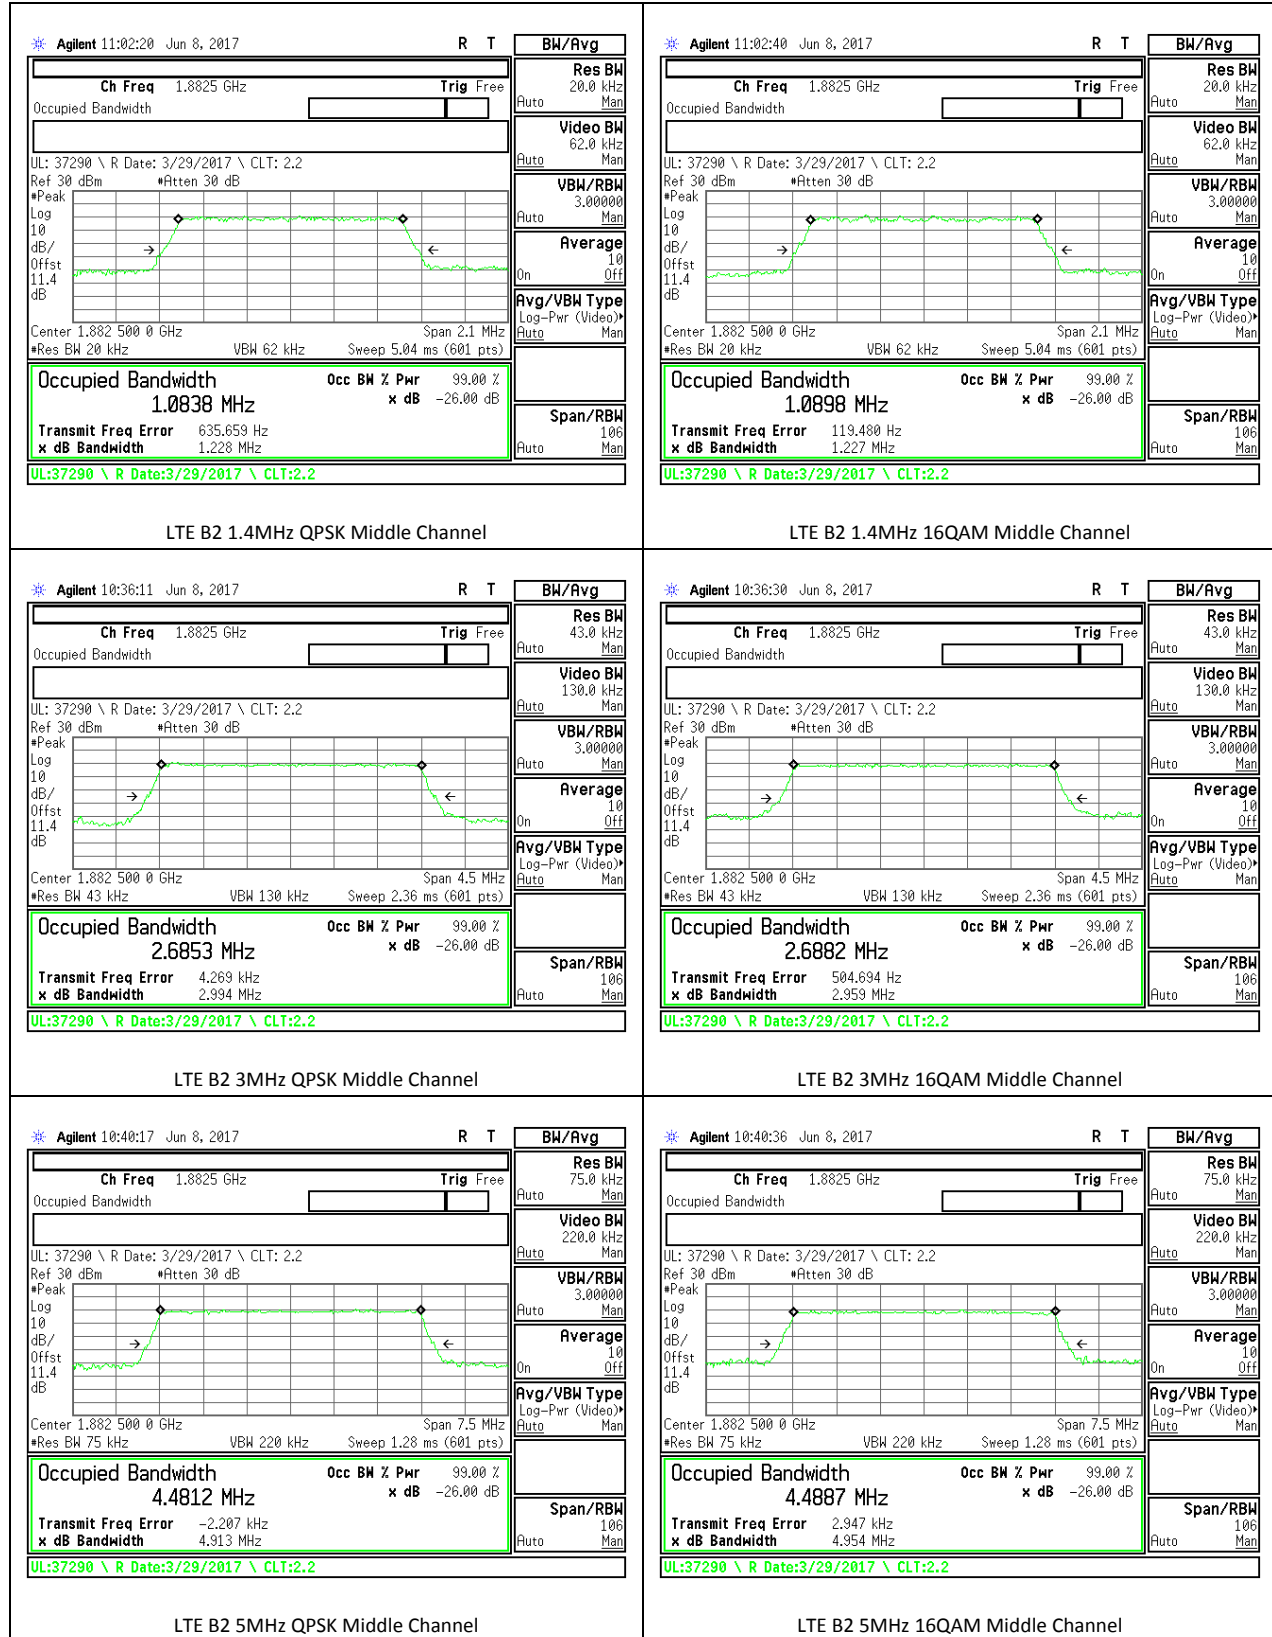 Agilent 11:02:20 Jun 8, 2017 R T
BW/Avg
Ch Freq 1.8825 GHz Trig Free
Occupied Bandwidth
Res BW
20.0 kHz
Auto Man
Video BW
62.0 kHz
Auto Man
UL: 37290 \ R Date: 3/29/2017 \ CLT: 2.2
Ref 30 dBm #Atten 30 dB
#Peak
Log
10
dB/
Offst
11.4
dB
VBW/RBW
3.00000
Auto Man
Average
10
On Off
Avg/VBW Type
Log-Pwr (Video)
Auto Man
Center 1.882 500 0 GHz Span 2.1 MHz
#Res BW 20 kHz VBW 62 kHz Sweep 5.04 ms (601 pts)
Occupied Bandwidth Occ BW % Pwr 99.00 %
1.0838 MHz x dB -26.00 dB
Transmit Freq Error 635.659 Hz
x dB Bandwidth 1.228 MHz
Span/RBW
106
Auto Man
UL:37290 \ R Date:3/29/2017 \ CLT:2.2
LTE B2 1.4MHz QPSK Middle Channel
Agilent 11:02:40 Jun 8, 2017 R T
BW/Avg
Ch Freq 1.8825 GHz Trig Free
Occupied Bandwidth
Res BW
20.0 kHz
Auto Man
Video BW
62.0 kHz
Auto Man
UL: 37290 \ R Date: 3/29/2017 \ CLT: 2.2
Ref 30 dBm #Atten 30 dB
#Peak
Log
10
dB/
Offst
11.4
dB
VBW/RBW
3.00000
Auto Man
Average
10
On Off
Avg/VBW Type
Log-Pwr (Video)
Auto Man
Center 1.882 500 0 GHz Span 2.1 MHz
#Res BW 20 kHz VBW 62 kHz Sweep 5.04 ms (601 pts)
Occupied Bandwidth Occ BW % Pwr 99.00 %
1.0898 MHz x dB -26.00 dB
Transmit Freq Error 119.480 Hz
x dB Bandwidth 1.227 MHz
Span/RBW
106
Auto Man
UL:37290 \ R Date:3/29/2017 \ CLT:2.2
LTE B2 1.4MHz 16QAM Middle Channel
Agilent 10:36:11 Jun 8, 2017 R T
BW/Avg
Ch Freq 1.8825 GHz Trig Free
Occupied Bandwidth
Res BW
43.0 kHz
Auto Man
Video BW
130.0 kHz
Auto Man
UL: 37290 \ R Date: 3/29/2017 \ CLT: 2.2
Ref 30 dBm #Atten 30 dB
#Peak
Log
10
dB/
Offst
11.4
dB
VBW/RBW
3.00000
Auto Man
Average
10
On Off
Avg/VBW Type
Log-Pwr (Video)
Auto Man
Center 1.882 500 0 GHz Span 4.5 MHz
#Res BW 43 kHz VBW 130 kHz Sweep 2.36 ms (601 pts)
Occupied Bandwidth Occ BW % Pwr 99.00 %
2.6853 MHz x dB -26.00 dB
Transmit Freq Error 4.269 kHz
x dB Bandwidth 2.994 MHz
Span/RBW
106
Auto Man
UL:37290 \ R Date:3/29/2017 \ CLT:2.2
LTE B2 3MHz QPSK Middle Channel
Agilent 10:36:30 Jun 8, 2017 R T
BW/Avg
Ch Freq 1.8825 GHz Trig Free
Occupied Bandwidth
Res BW
43.0 kHz
Auto Man
Video BW
130.0 kHz
Auto Man
UL: 37290 \ R Date: 3/29/2017 \ CLT: 2.2
Ref 30 dBm #Atten 30 dB
#Peak
Log
10
dB/
Offst
11.4
dB
VBW/RBW
3.00000
Auto Man
Average
10
On Off
Avg/VBW Type
Log-Pwr (Video)
Auto Man
Center 1.882 500 0 GHz Span 4.5 MHz
#Res BW 43 kHz VBW 130 kHz Sweep 2.36 ms (601 pts)
Occupied Bandwidth Occ BW % Pwr 99.00 %
2.6882 MHz x dB -26.00 dB
Transmit Freq Error 504.694 Hz
x dB Bandwidth 2.959 MHz
Span/RBW
106
Auto Man
UL:37290 \ R Date:3/29/2017 \ CLT:2.2
LTE B2 3MHz 16QAM Middle Channel
Agilent 10:40:17 Jun 8, 2017 R T
BW/Avg
Ch Freq 1.8825 GHz Trig Free
Occupied Bandwidth
Res BW
75.0 kHz
Auto Man
Video BW
220.0 kHz
Auto Man
UL: 37290 \ R Date: 3/29/2017 \ CLT: 2.2
Ref 30 dBm #Atten 30 dB
#Peak
Log
10
dB/
Offst
11.4
dB
VBW/RBW
3.00000
Auto Man
Average
10
On Off
Avg/VBW Type
Log-Pwr (Video)
Auto Man
Center 1.882 500 0 GHz Span 7.5 MHz
#Res BW 75 kHz VBW 220 kHz Sweep 1.28 ms (601 pts)
Occupied Bandwidth Occ BW % Pwr 99.00 %
4.4812 MHz x dB -26.00 dB
Transmit Freq Error -2.207 kHz
x dB Bandwidth 4.913 MHz
Span/RBW
106
Auto Man
UL:37290 \ R Date:3/29/2017 \ CLT:2.2
LTE B2 5MHz QPSK Middle Channel
Agilent 10:40:36 Jun 8, 2017 R T
BW/Avg
Ch Freq 1.8825 GHz Trig Free
Occupied Bandwidth
Res BW
75.0 kHz
Auto Man
Video BW
220.0 kHz
Auto Man
UL: 37290 \ R Date: 3/29/2017 \ CLT: 2.2
Ref 30 dBm #Atten 30 dB
#Peak
Log
10
dB/
Offst
11.4
dB
VBW/RBW
3.00000
Auto Man
Average
10
On Off
Avg/VBW Type
Log-Pwr (Video)
Auto Man
Center 1.882 500 0 GHz Span 7.5 MHz
#Res BW 75 kHz VBW 220 kHz Sweep 1.28 ms (601 pts)
Occupied Bandwidth Occ BW % Pwr 99.00 %
4.4887 MHz x dB -26.00 dB
Transmit Freq Error 2.947 kHz
x dB Bandwidth 4.954 MHz
Span/RBW
106
Auto Man
UL:37290 \ R Date:3/29/2017 \ CLT:2.2
LTE B2 5MHz 16QAM Middle Channel